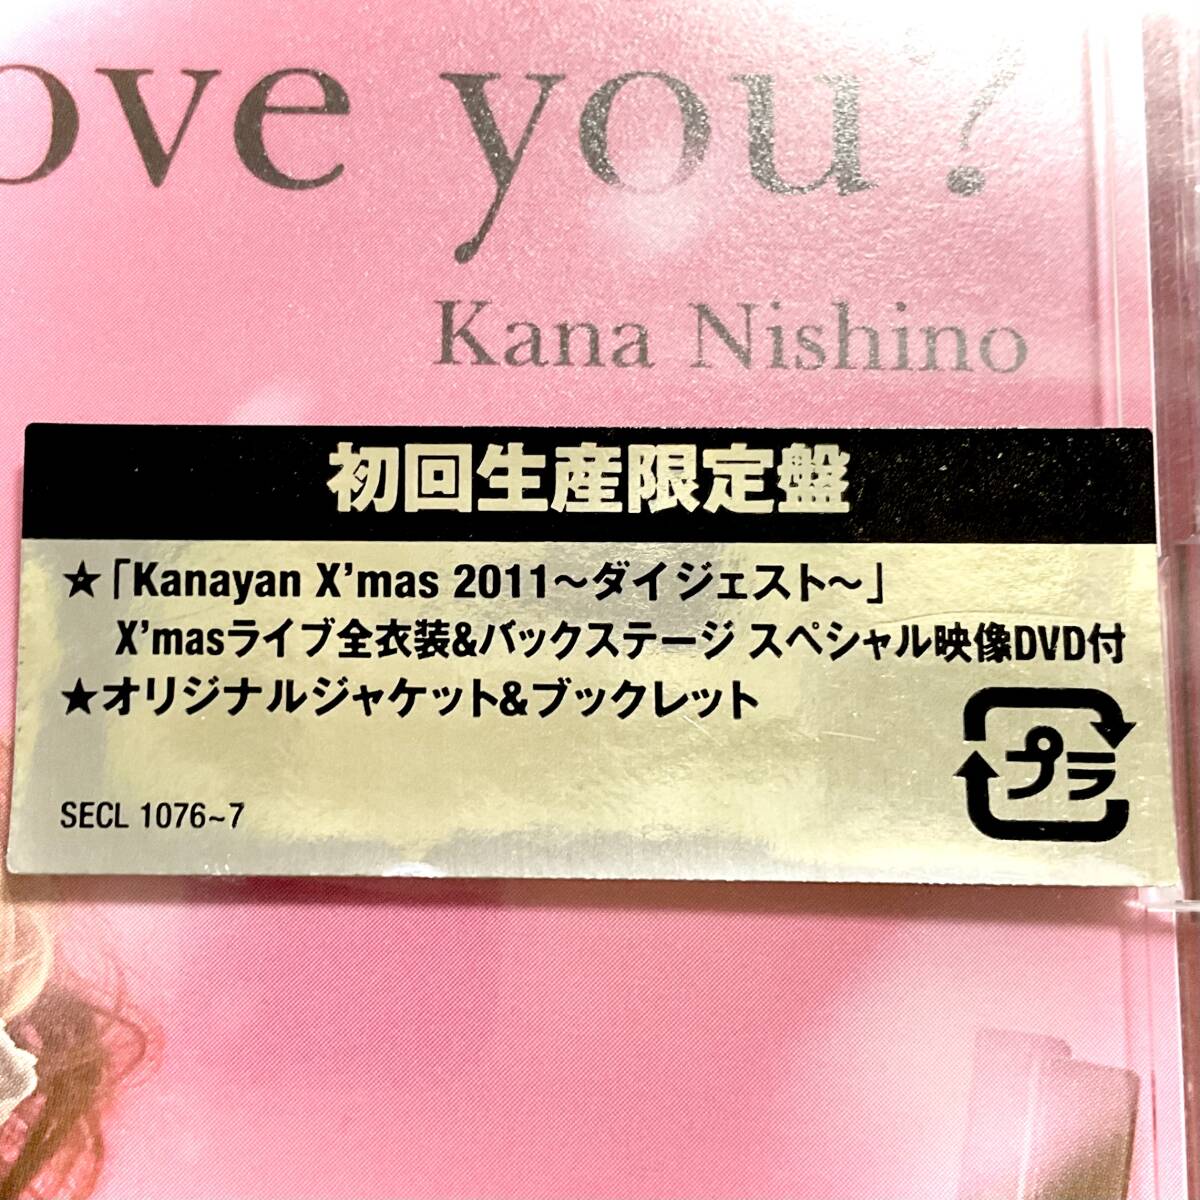 ove you?
Kana Nishino
初回生産限定盤
★「Kanayan X'mas 2011〜ダイジェスト〜」
X'masライブ全衣装&バックステージ スペシャル映像DVD付
★オリジナルジャケット&ブックレット
プラ
SECL 1076~7